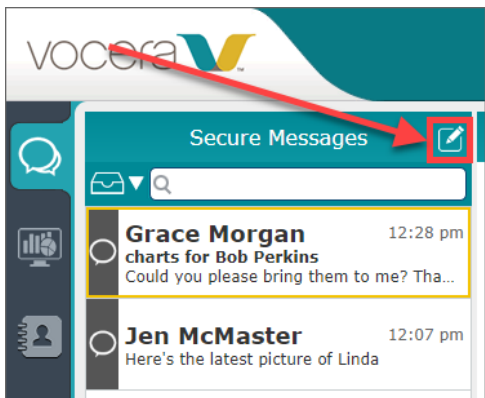 vocera
Secure Messages
Grace Morgan 12:28 pm
charts for Bob Perkins
Could you please bring them to me? Tha...
Jen McMaster 12:07 pm
Here's the latest picture of Linda